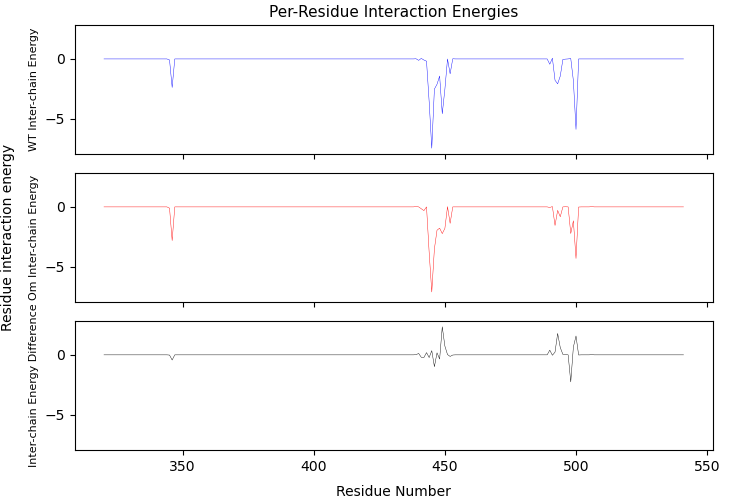 Per-Residue Interaction Energies
Residue interaction energy
WT Inter-chain Energy
0
−5
Om Inter-chain Energy
0
−5
Inter-chain Energy Difference
0
−5
350
400
450
500
550
Residue Number